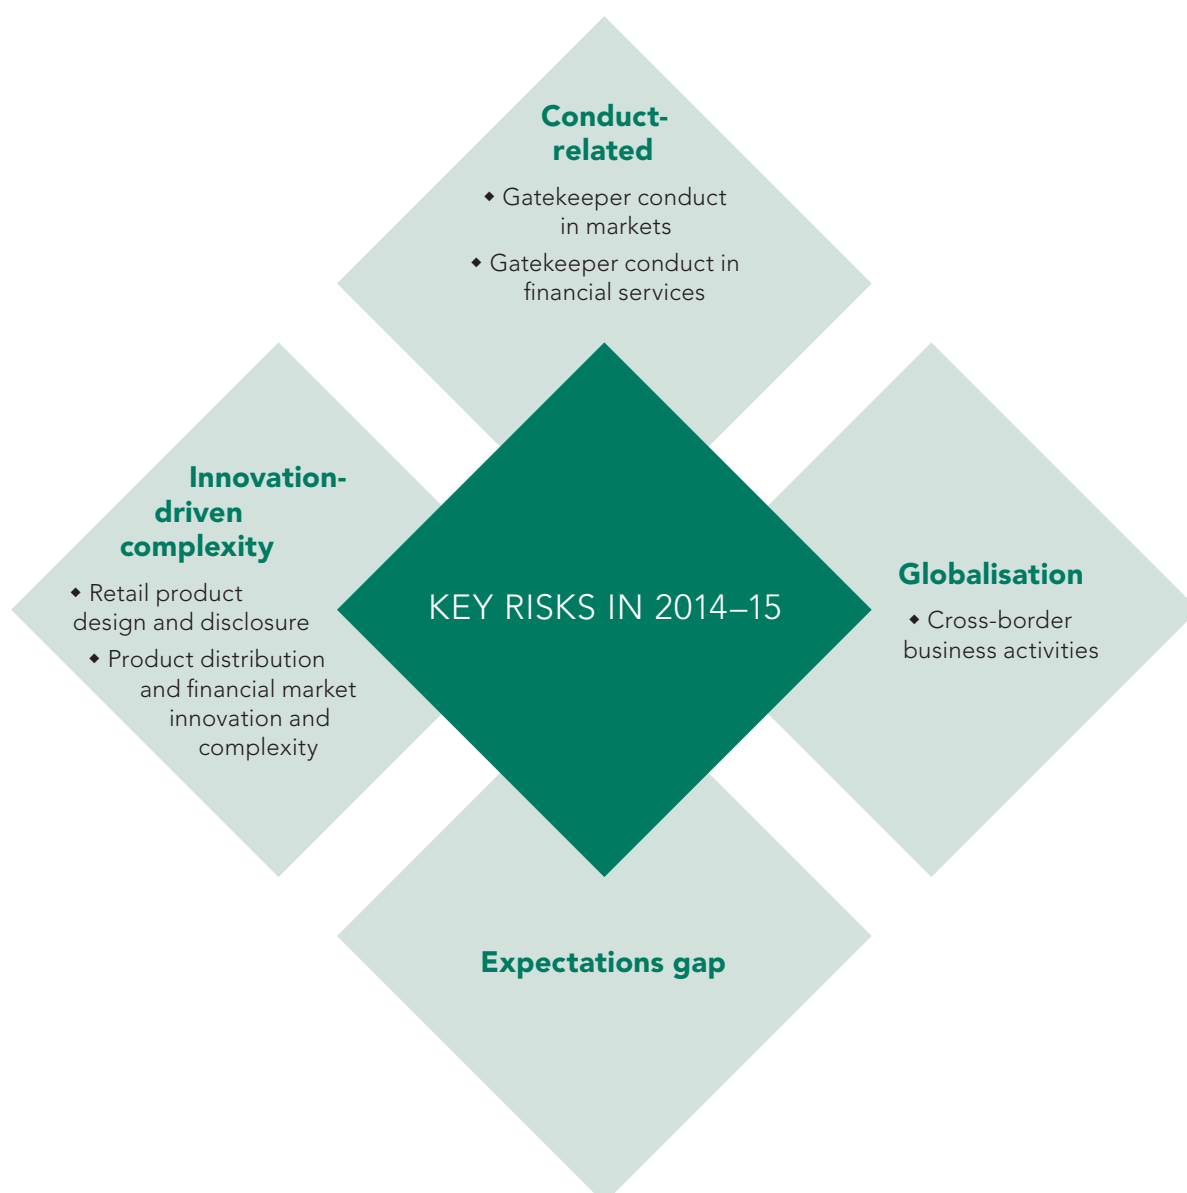 Conduct-
related
◆ Gatekeeper conduct
in markets
◆ Gatekeeper conduct in
financial services
Innovation-
driven
complexity
◆ Retail product
design and disclosure
◆ Product distribution
and financial market
innovation and
complexity
KEY RISKS IN 2014–15
Globalisation
◆ Cross-border
business activities
Expectations gap